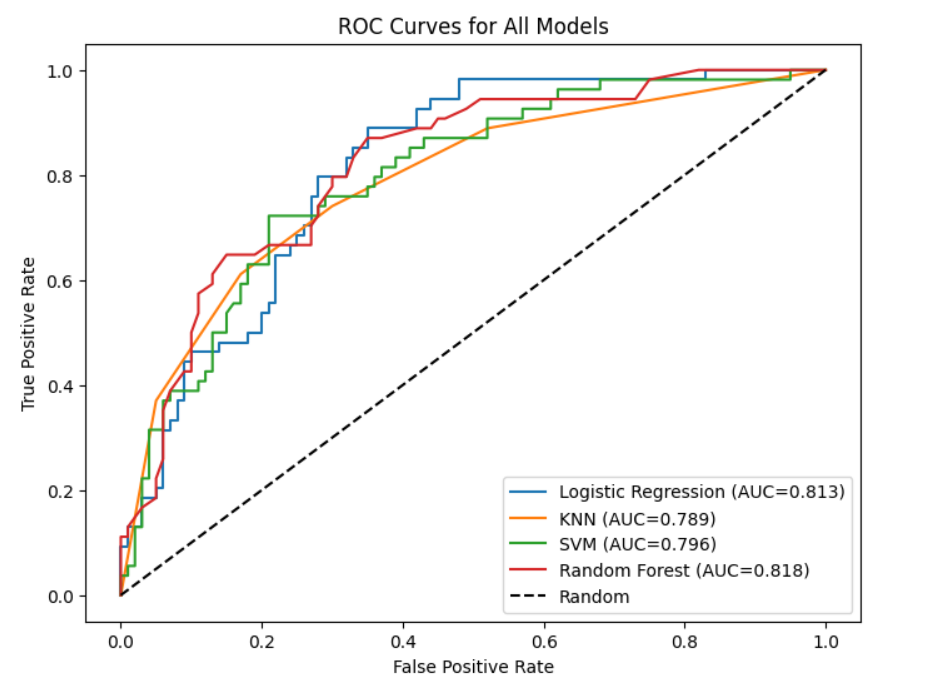 ROC Curves for All Models
True Positive Rate
1.0
0.8
0.6
0.4
0.2
0.0
Logistic Regression (AUC=0.813)
KNN (AUC=0.789)
SVM (AUC=0.796)
Random Forest (AUC=0.818)
Random
0.0 0.2 0.4 0.6 0.8 1.0
False Positive Rate